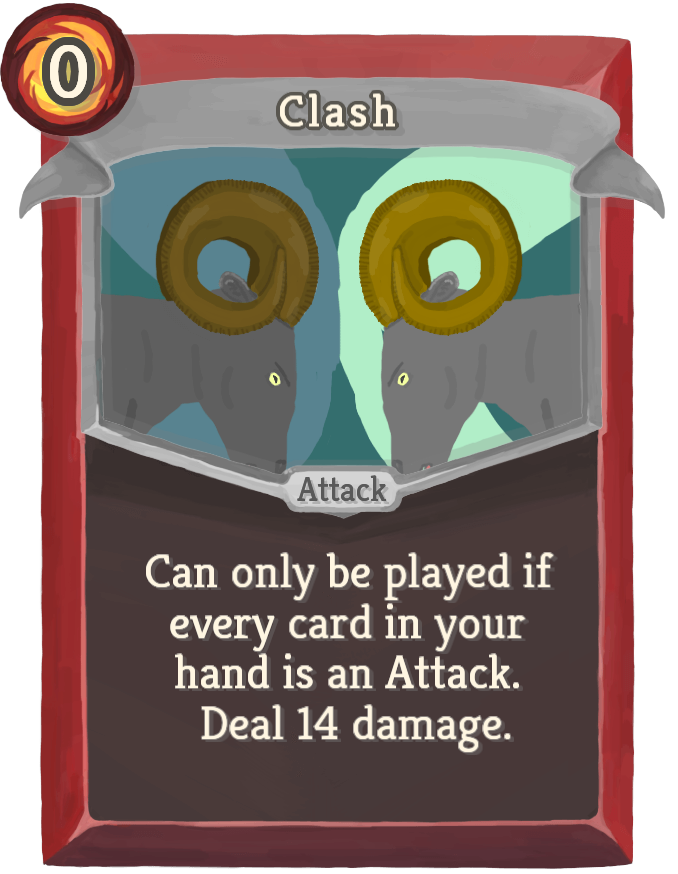 0
Clash
Attack
Can only be played if
every card in your
hand is an Attack.
Deal 14 damage.